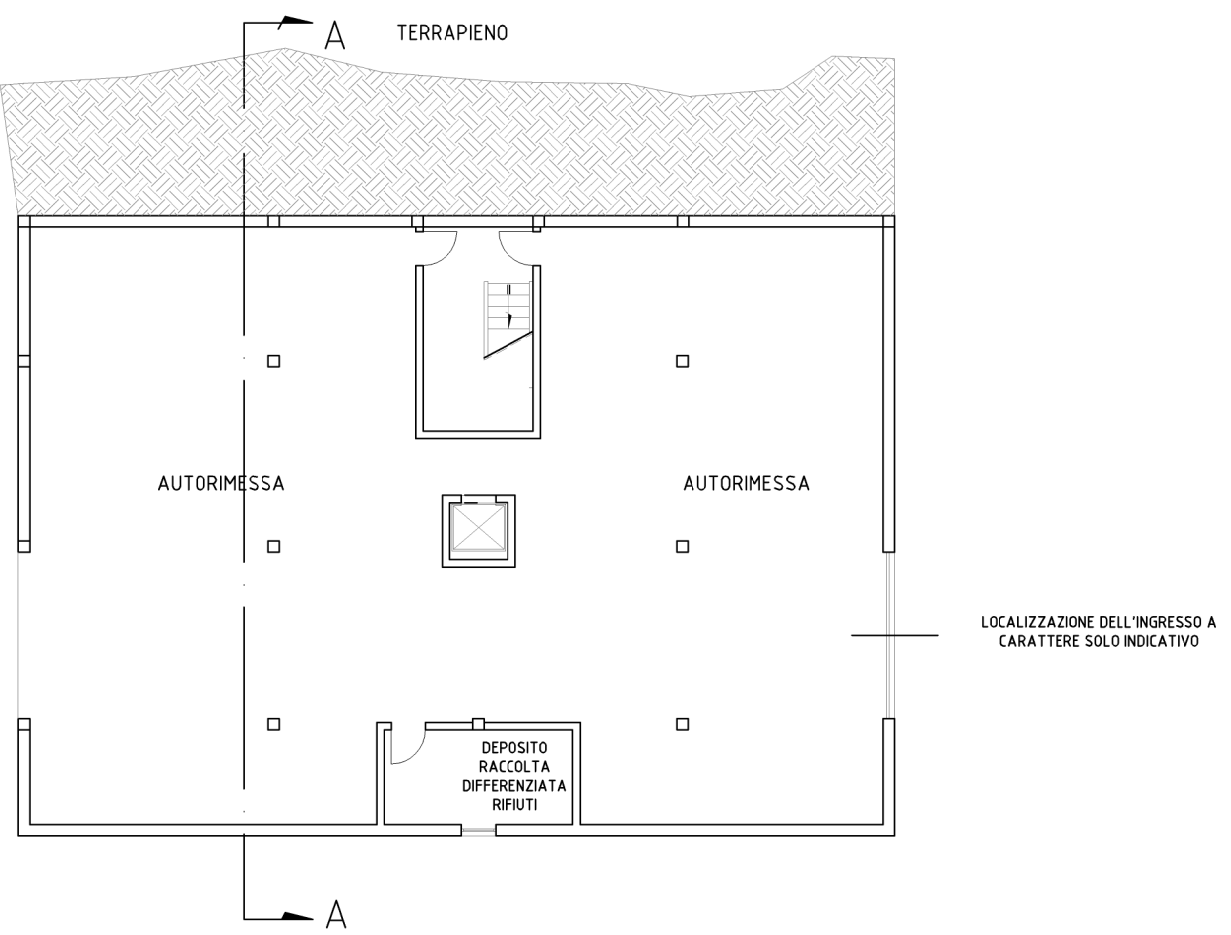 A
TERRAPIENO
AUTORIMESSA
AUTORIMESSA
LOCALIZZAZIONE DELL'INGRESSO A
CARATTERE SOLO INDICATIVO
DEPOSITO
RACCOLTA
DIFFERENZIATA
RIFIUTI
A